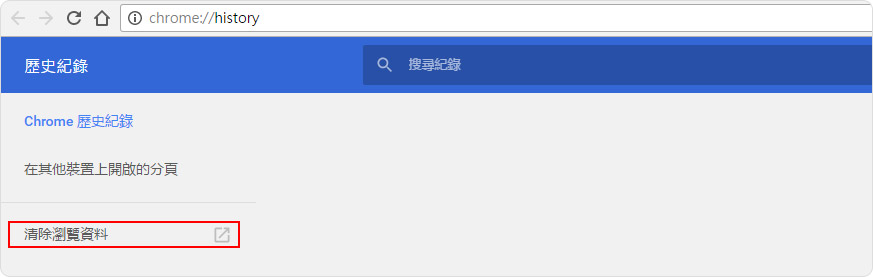 chrome://history
歷史紀錄
搜尋紀錄
Chrome 歷史紀錄
在其他裝置上開啟的分頁
清除瀏覽資料